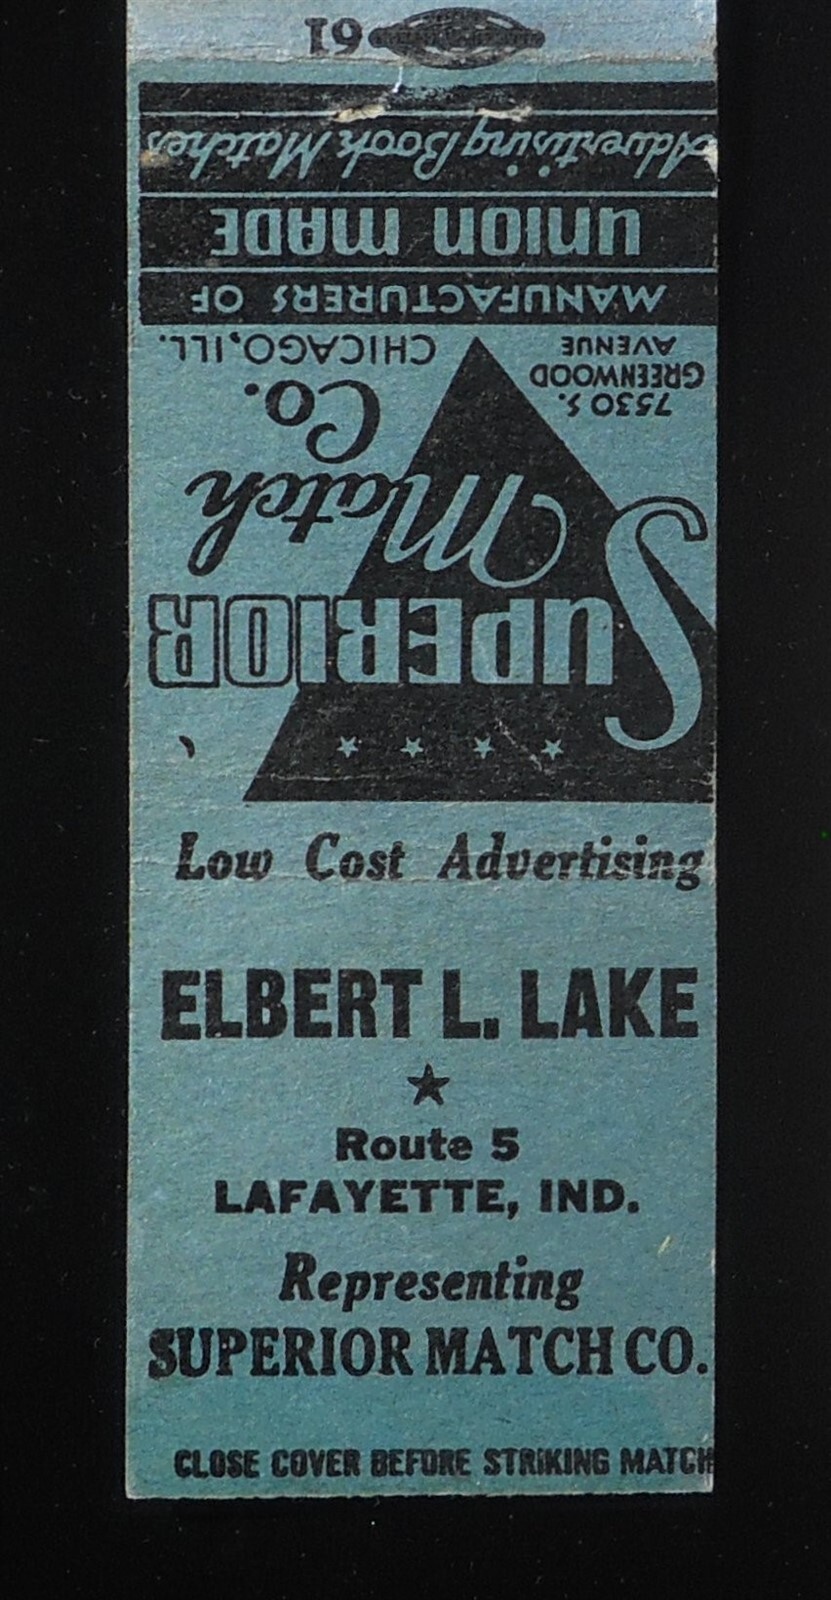 Low Cost Advertising
ELBERT L. LAKE
Route 5
LAFAYETTE, IND.
Representing
SUPERIOR MATCH CO.
CLOSE COVER BEFORE STRIKING MATCH
SUPERIOR
Match
Co.
7530 S.
GREENWOOD
AVENUE
CHICAGO, ILL.
MANUFACTURERS OF
UNION MADE
Advertising Book Matches
61